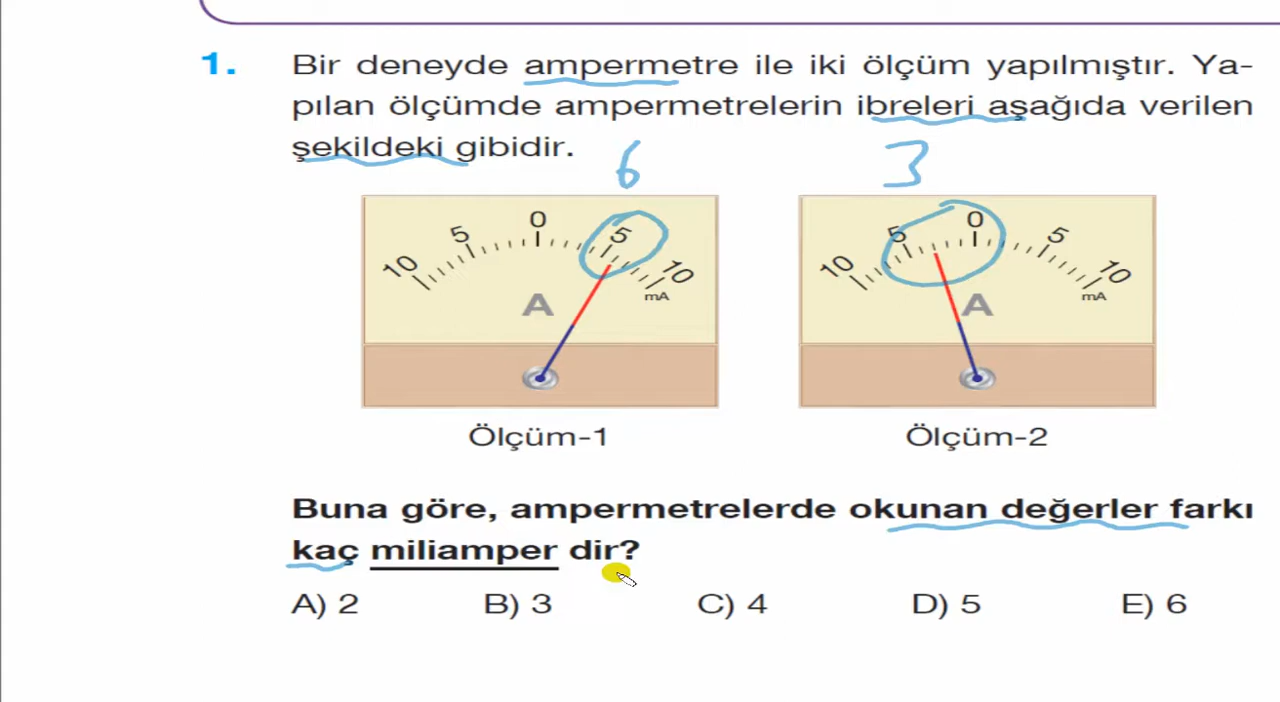 1. Bir deneyde ampermetre ile iki ölçüm yapılmıştır. Ya-
pılan ölçümde ampermetrelerin ibreleri aşağıda verilen
şekildeki gibidir.
6 3
10 5 0 5 10
mA
A
10 5 0 5 10
mA
A
Ölçüm-1 Ölçüm-2
Buna göre, ampermetrelerde okunan değerler farkı
kaç miliamper dir?
A) 2 B) 3 C) 4 D) 5 E) 6